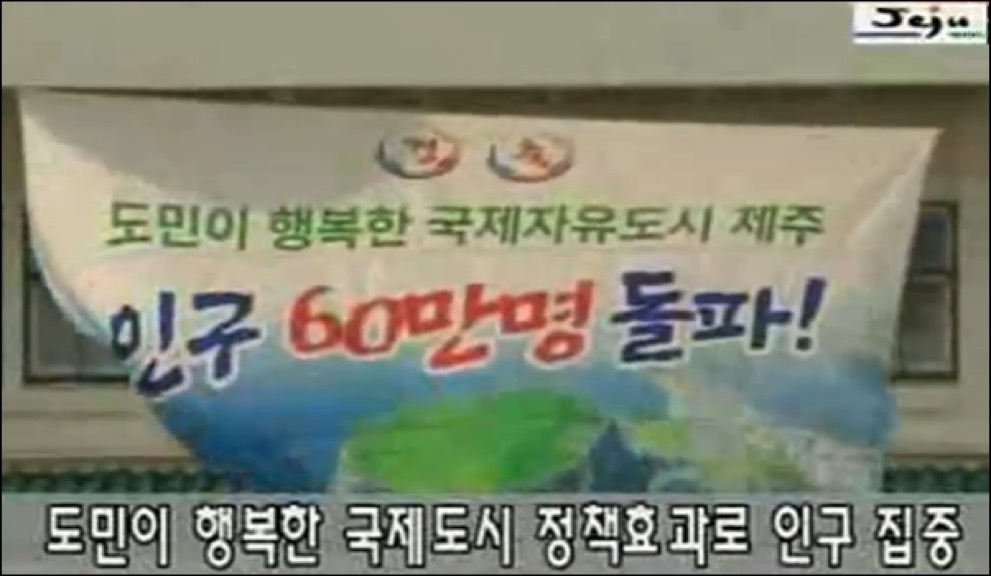 Jeju
경 축
도민이 행복한 국제자유도시 제주
인구 60만명 돌파!
도민이 행복한 국제도시 정책효과로 인구 집중